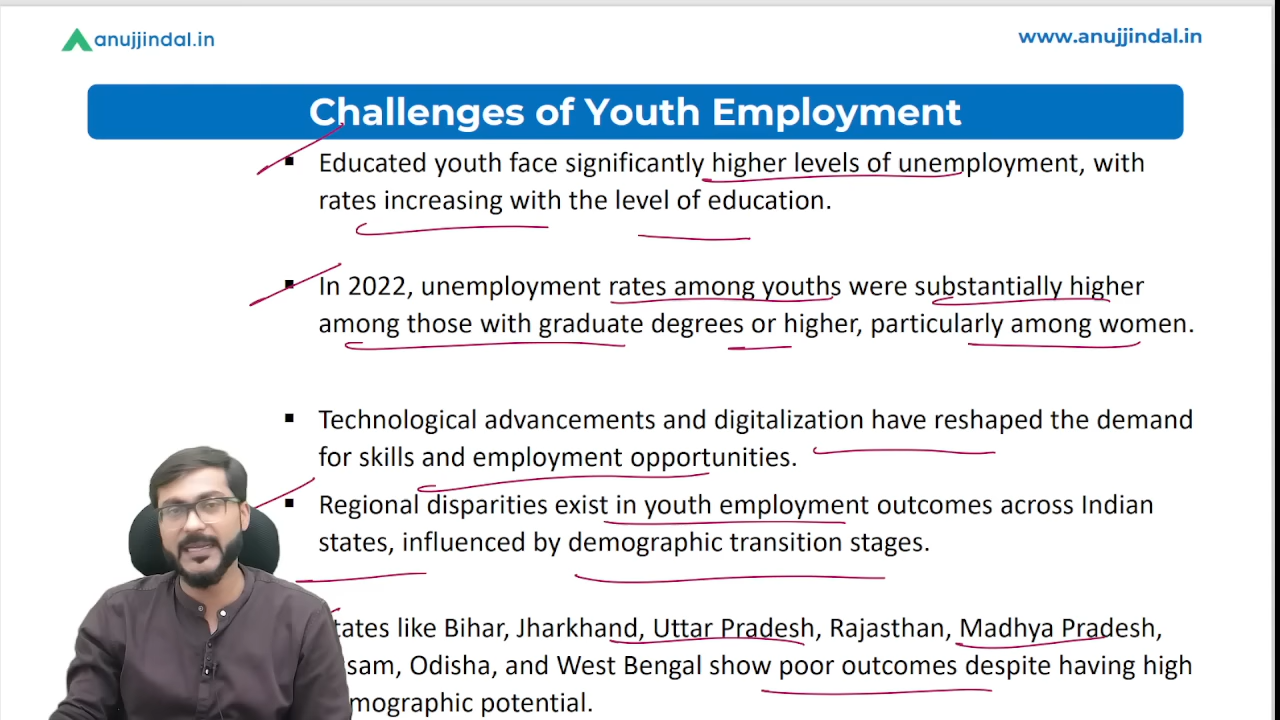 anujjindal.in
www.anujjindal.in
Challenges of Youth Employment
▪ Educated youth face significantly higher levels of unemployment, with
rates increasing with the level of education.
▪ In 2022, unemployment rates among youths were substantially higher
among those with graduate degrees or higher, particularly among women.
▪ Technological advancements and digitalization have reshaped the demand
for skills and employment opportunities.
▪ Regional disparities exist in youth employment outcomes across Indian
states, influenced by demographic transition stages.
tates like Bihar, Jharkhand, Uttar Pradesh, Rajasthan, Madhya Pradesh,
sam, Odisha, and West Bengal show poor outcomes despite having high
mographic potential.